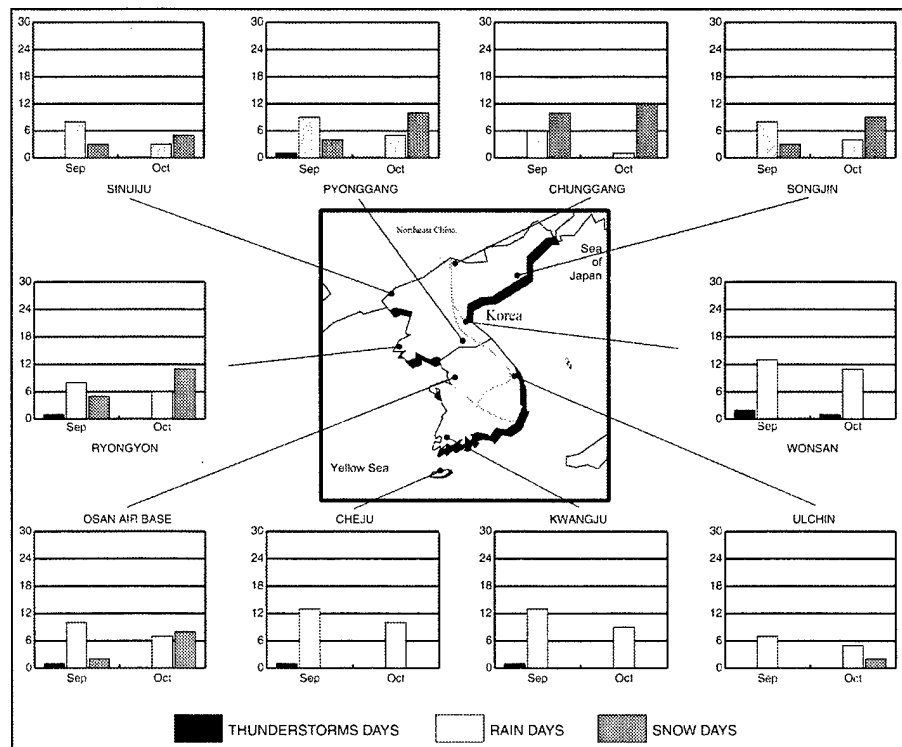 30 30 30 30
24 24 24 24
18 18 18 18
12 12 12 12
6 6 6 6
0 0 0 0
Sep Oct Sep Oct Sep Oct Sep Oct
SINUIJU PYONGGANG CHUNGGANG SONGJIN
Northeast China.
Sea
of
Japan
Korea
Yellow Sea
30 30
24 24
18 18
12 12
6 6
0 0
Sep Oct Sep Oct
RYONGYON WONSAN
OSAN AIR BASE CHEJU KWANGJU ULCHIN
30 30 30 30
24 24 24 24
18 18 18 18
12 12 12 12
6 6 6 6
0 0 0 0
Sep Oct Sep Oct Sep Oct Sep Oct
THUNDERSTORMS DAYS RAIN DAYS SNOW DAYS